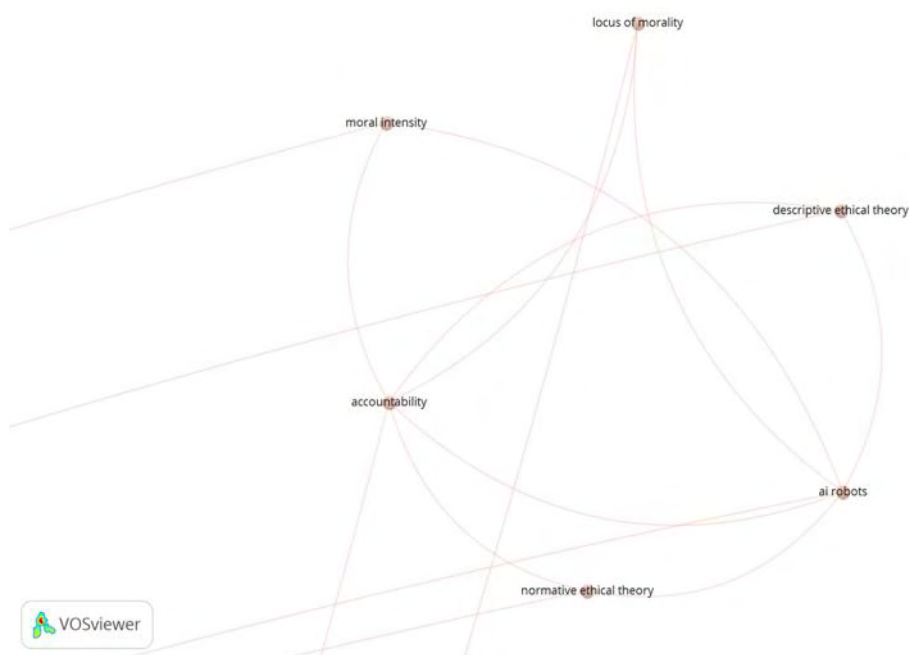 locus of morality
moral intensity
descriptive ethical theory
accountability
ai robots
normative ethical theory
VOSviewer